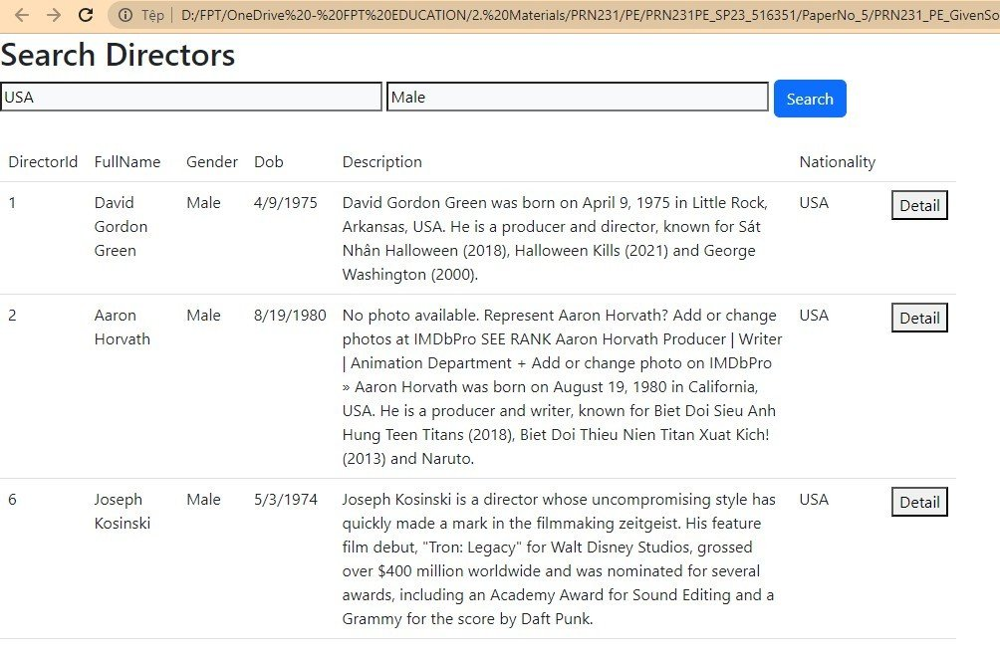 Tệp | D:/FPT/OneDrive%20-%20FPT%20EDUCATION/2.%20Materials/PRN231/PE/PRN231PE_SP23_516351/PaperNo_5/PRN231_PE_GivenSo
Search Directors
USA Male Search
DirectorId FullName Gender Dob Description Nationality
1 David Gordon Green Male 4/9/1975 David Gordon Green was born on April 9, 1975 in Little Rock, USA Detail
Arkansas, USA. He is a producer and director, known for Sát
Nhân Halloween (2018), Halloween Kills (2021) and George
Washington (2000).
2 Aaron Horvath Male 8/19/1980 No photo available. Represent Aaron Horvath? Add or change USA Detail
photos at IMDbPro SEE RANK Aaron Horvath Producer | Writer
| Animation Department + Add or change photo on IMDbPro
» Aaron Horvath was born on August 19, 1980 in California,
USA. He is a producer and writer, known for Biet Doi Sieu Anh
Hung Teen Titans (2018), Biet Doi Thieu Nien Titan Xuat Kich!
(2013) and Naruto.
6 Joseph Kosinski Male 5/3/1974 Joseph Kosinski is a director whose uncompromising style has USA Detail
quickly made a mark in the filmmaking zeitgeist. His feature
film debut, "Tron: Legacy" for Walt Disney Studios, grossed
over $400 million worldwide and was nominated for several
awards, including an Academy Award for Sound Editing and a
Grammy for the score by Daft Punk.